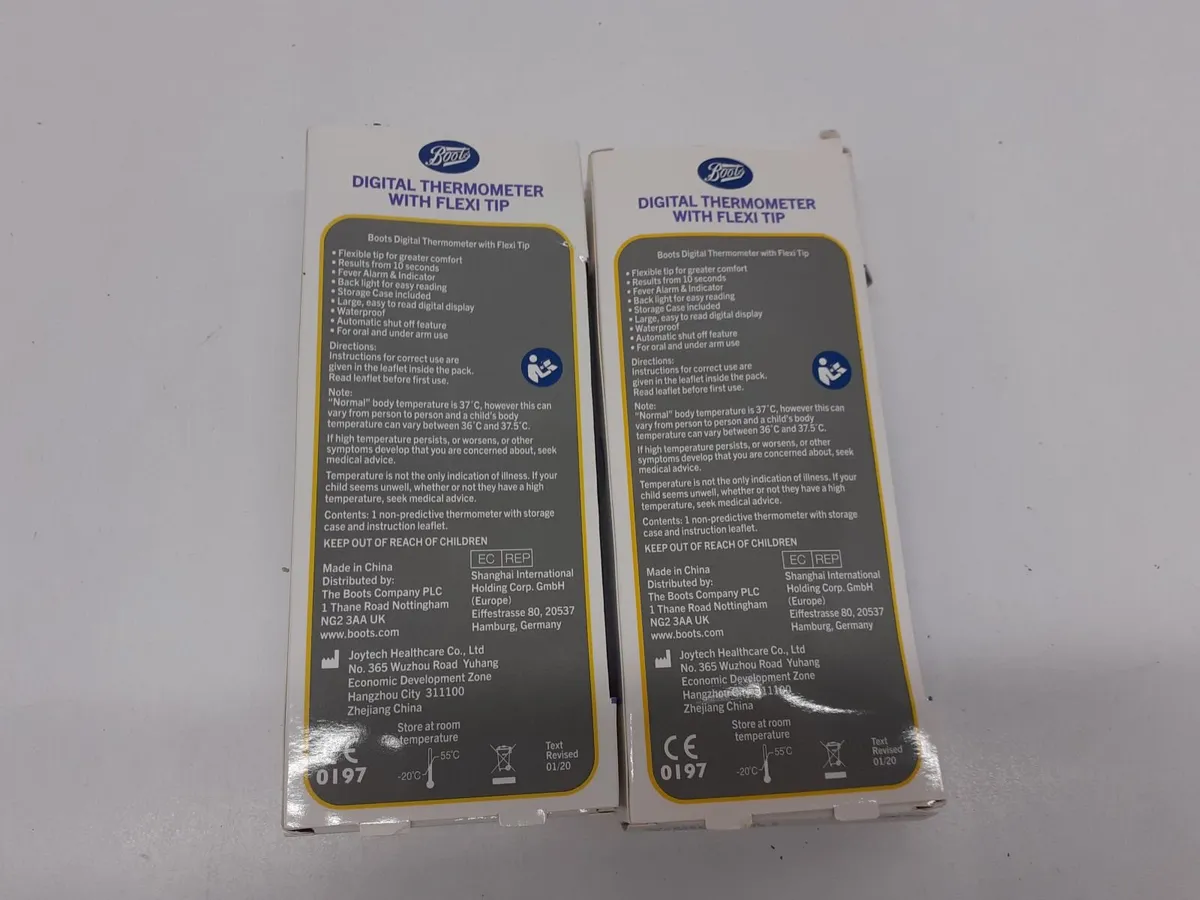 Boots
DIGITAL THERMOMETER
WITH FLEXI TIP
Boots Digital Thermometer with Flexi Tip
• Flexible tip for greater comfort
• Results from 10 seconds
• Fever Alarm & Indicator
• Back light for easy reading
• Storage Case included
• Large, easy to read digital display
• Waterproof
• Automatic shut off feature
• For oral and under arm use
Directions:
Instructions for correct use are
given in the leaflet inside the pack.
Read leaflet before first use.
Note:
"Normal" body temperature is 37°C, however this can
vary from person to person and a child's body
temperature can vary between 36°C and 37.5°C.
If high temperature persists, or worsens, or other
symptoms develop that you are concerned about, seek
medical advice.
Temperature is not the only indication of illness. If your
child seems unwell, whether or not they have a high
temperature, seek medical advice.
Contents: 1 non-predictive thermometer with storage
case and instruction leaflet.
KEEP OUT OF REACH OF CHILDREN
Made in China
Distributed by:
The Boots Company PLC
1 Thane Road Nottingham
NG2 3AA UK
www.boots.com
EC REP
Shanghai International
Holding Corp. GmbH
(Europe)
Eiffestrasse 80, 20537
Hamburg, Germany
Joytech Healthcare Co., Ltd
No. 365 Wuzhou Road Yuhang
Economic Development Zone
Hangzhou City 311100
Zhejiang China
Store at room
temperature
CE
0197
-20°C
55°C
Text
Revised
01/20
Boots
DIGITAL THERMOMETER
WITH FLEXI TIP
Boots Digital Thermometer with Flexi Tip
• Flexible tip for greater comfort
• Results from 10 seconds
• Fever Alarm & Indicator
• Back light for easy reading
• Storage Case included
• Large, easy to read digital display
• Waterproof
• Automatic shut off feature
• For oral and under arm use
Directions:
Instructions for correct use are
given in the leaflet inside the pack.
Read leaflet before first use.
Note:
"Normal" body temperature is 37°C, however this can
vary from person to person and a child's body
temperature can vary between 36°C and 37.5°C.
If high temperature persists, or worsens, or other
symptoms develop that you are concerned about, seek
medical advice.
Temperature is not the only indication of illness. If your
child seems unwell, whether or not they have a high
temperature, seek medical advice.
Contents: 1 non-predictive thermometer with storage
case and instruction leaflet.
KEEP OUT OF REACH OF CHILDREN
Made in China
Distributed by:
The Boots Company PLC
1 Thane Road Nottingham
NG2 3AA UK
www.boots.com
EC REP
Shanghai International
Holding Corp. GmbH
(Europe)
Eiffestrasse 80, 20537
Hamburg, Germany
Joytech Healthcare Co., Ltd
No. 365 Wuzhou Road Yuhang
Economic Development Zone
Hangzhou City 311100
Zhejiang China
Store at room
temperature
CE
0197
-20°C
55°C
Text
Revised
01/20